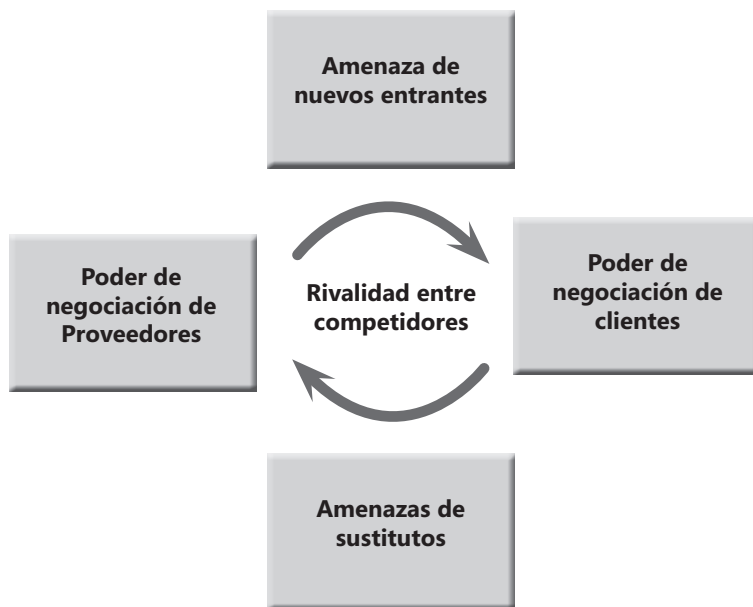 Amenaza de
nuevos entrantes
Poder de
negociación de
Proveedores
Rivalidad entre
competidores
Poder de
negociación de
clientes
Amenazas de
sustitutos